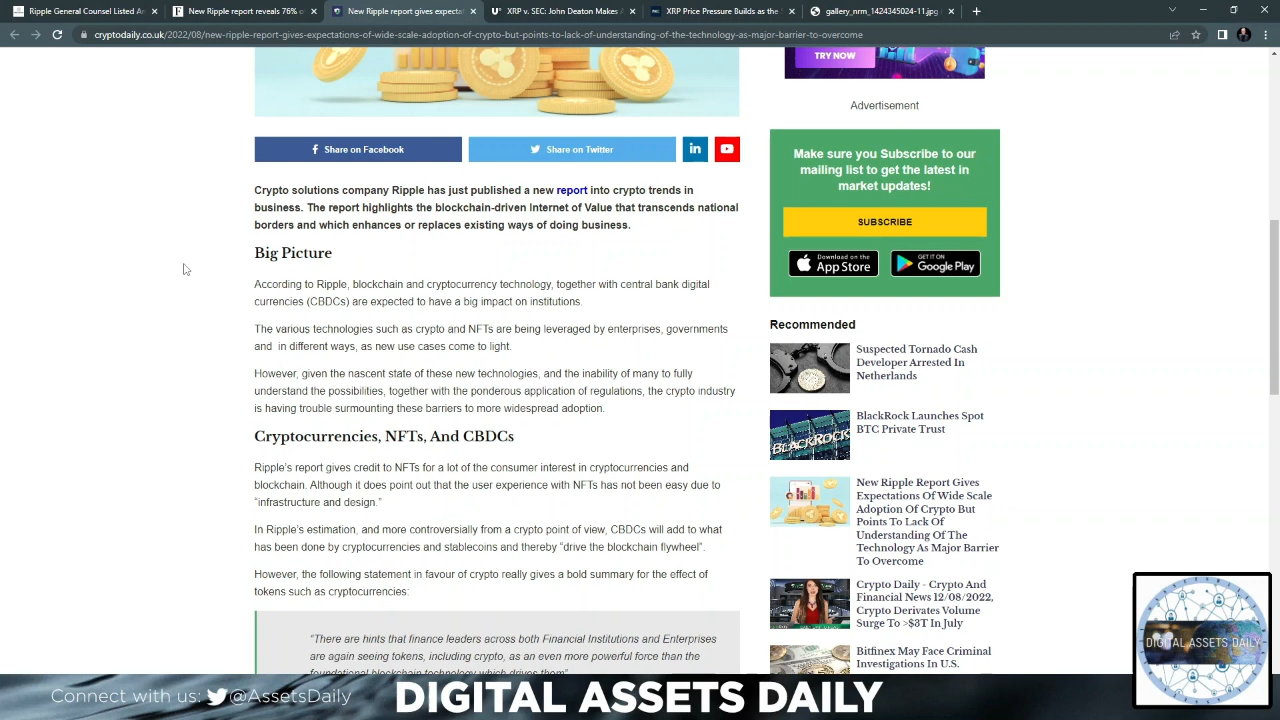 Ripple General Counsel Listed Am
New Ripple report reveals 76% o
New Ripple report gives expectat
XRP v. SEC: John Deaton Makes A
XRP Price Pressure Builds as the S
gallery_nrm_1424345024-11.jpg (
cryptodaily.co.uk/2022/08/new-ripple-report-gives-expectations-of-wide-scale-adoption-of-crypto-but-points-to-lack-of-understanding-of-the-technology-as-major-barrier-to-overcome
Share on Facebook
Share on Twitter
in
Crypto solutions company Ripple has just published a new report into crypto trends in
business. The report highlights the blockchain-driven Internet of Value that transcends national
borders and which enhances or replaces existing ways of doing business.
Big Picture
According to Ripple, blockchain and cryptocurrency technology, together with central bank digital
currencies (CBDCs) are expected to have a big impact on institutions.
The various technologies such as crypto and NFTs are being leveraged by enterprises, governments
and in different ways, as new use cases come to light.
However, given the nascent state of these new technologies, and the inability of many to fully
understand the possibilities, together with the ponderous application of regulations, the crypto industry
is having trouble surmounting these barriers to more widespread adoption.
Cryptocurrencies, NFTs, And CBDCs
Ripple's report gives credit to NFTs for a lot of the consumer interest in cryptocurrencies and
blockchain. Although it does point out that the user experience with NFTs has not been easy due to
"infrastructure and design."
In Ripple's estimation, and more controversially from a crypto point of view, CBDCs will add to what
has been done by cryptocurrencies and stablecoins and thereby "drive the blockchain flywheel".
However, the following statement in favour of crypto really gives a bold summary for the effect of
tokens such as cryptocurrencies:
"There are hints that finance leaders across both Financial Institutions and Enterprises
are again seeing tokens, including crypto, as an even more powerful force than the
foundational blockchain technology which drives them"
TRY NOW
Advertisement
Make sure you Subscribe to our
mailing list to get the latest in
market updates!
SUBSCRIBE
Download on the
App Store
GET IT ON
Google Play
Recommended
Suspected Tornado Cash
Developer Arrested In
Netherlands
BlackRock Launches Spot
BTC Private Trust
BLACKROCK
New Ripple Report Gives
Expectations Of Wide Scale
Adoption Of Crypto But
Points To Lack Of
Understanding Of The
Technology As Major Barrier
To Overcome
Crypto Daily - Crypto And
Financial News 12/08/2022,
Crypto Derivates Volume
Surge To >$3T In July
Bitfinex May Face Criminal
Investigations In U.S.
DIGITAL ASSETS DAILY
Connect with us: @AssetsDaily
DIGITAL ASSETS DAILY